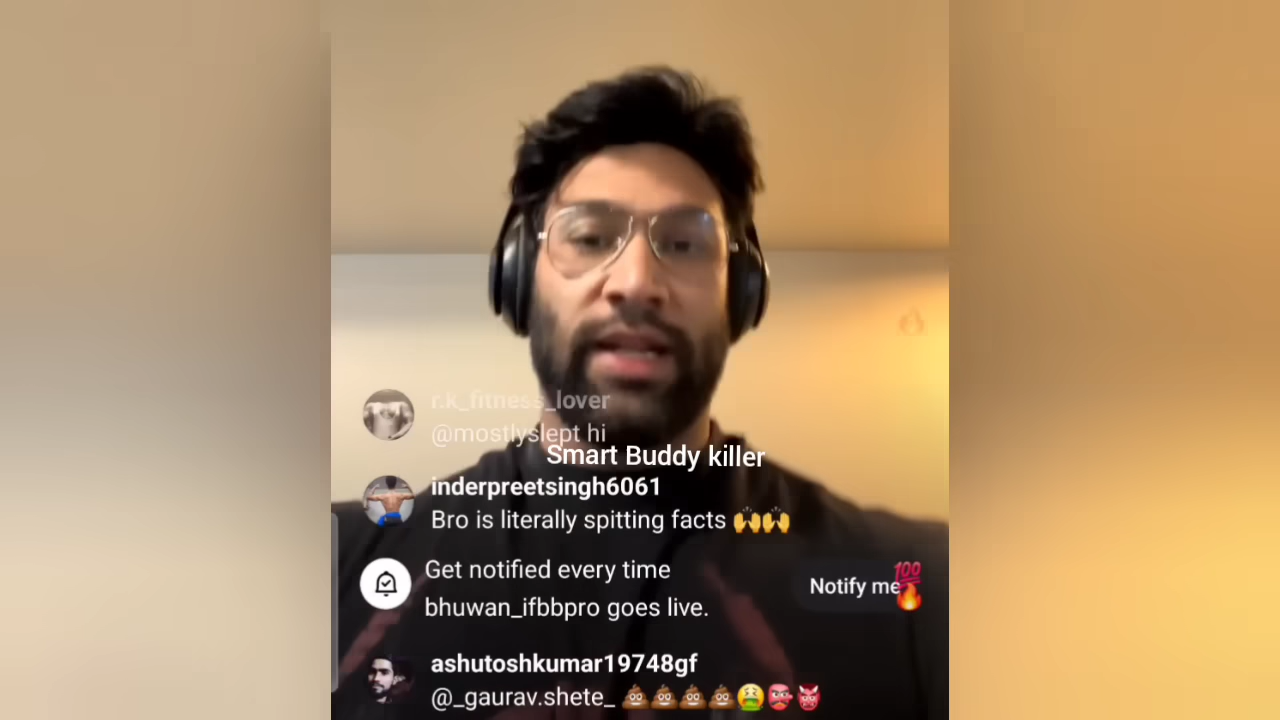 r.k_fitness_lover
@mostlyslept hi
Smart Buddy killer
inderpreetsingh6061
Bro is literally spitting facts 🙌🙌
Get notified every time
bhuwan_ifbbpro goes live.
Notify me
💯🔥
ashutoshkumar19748gf
@_gaurav.shete_ 💩💩💩💩🤮👺👹